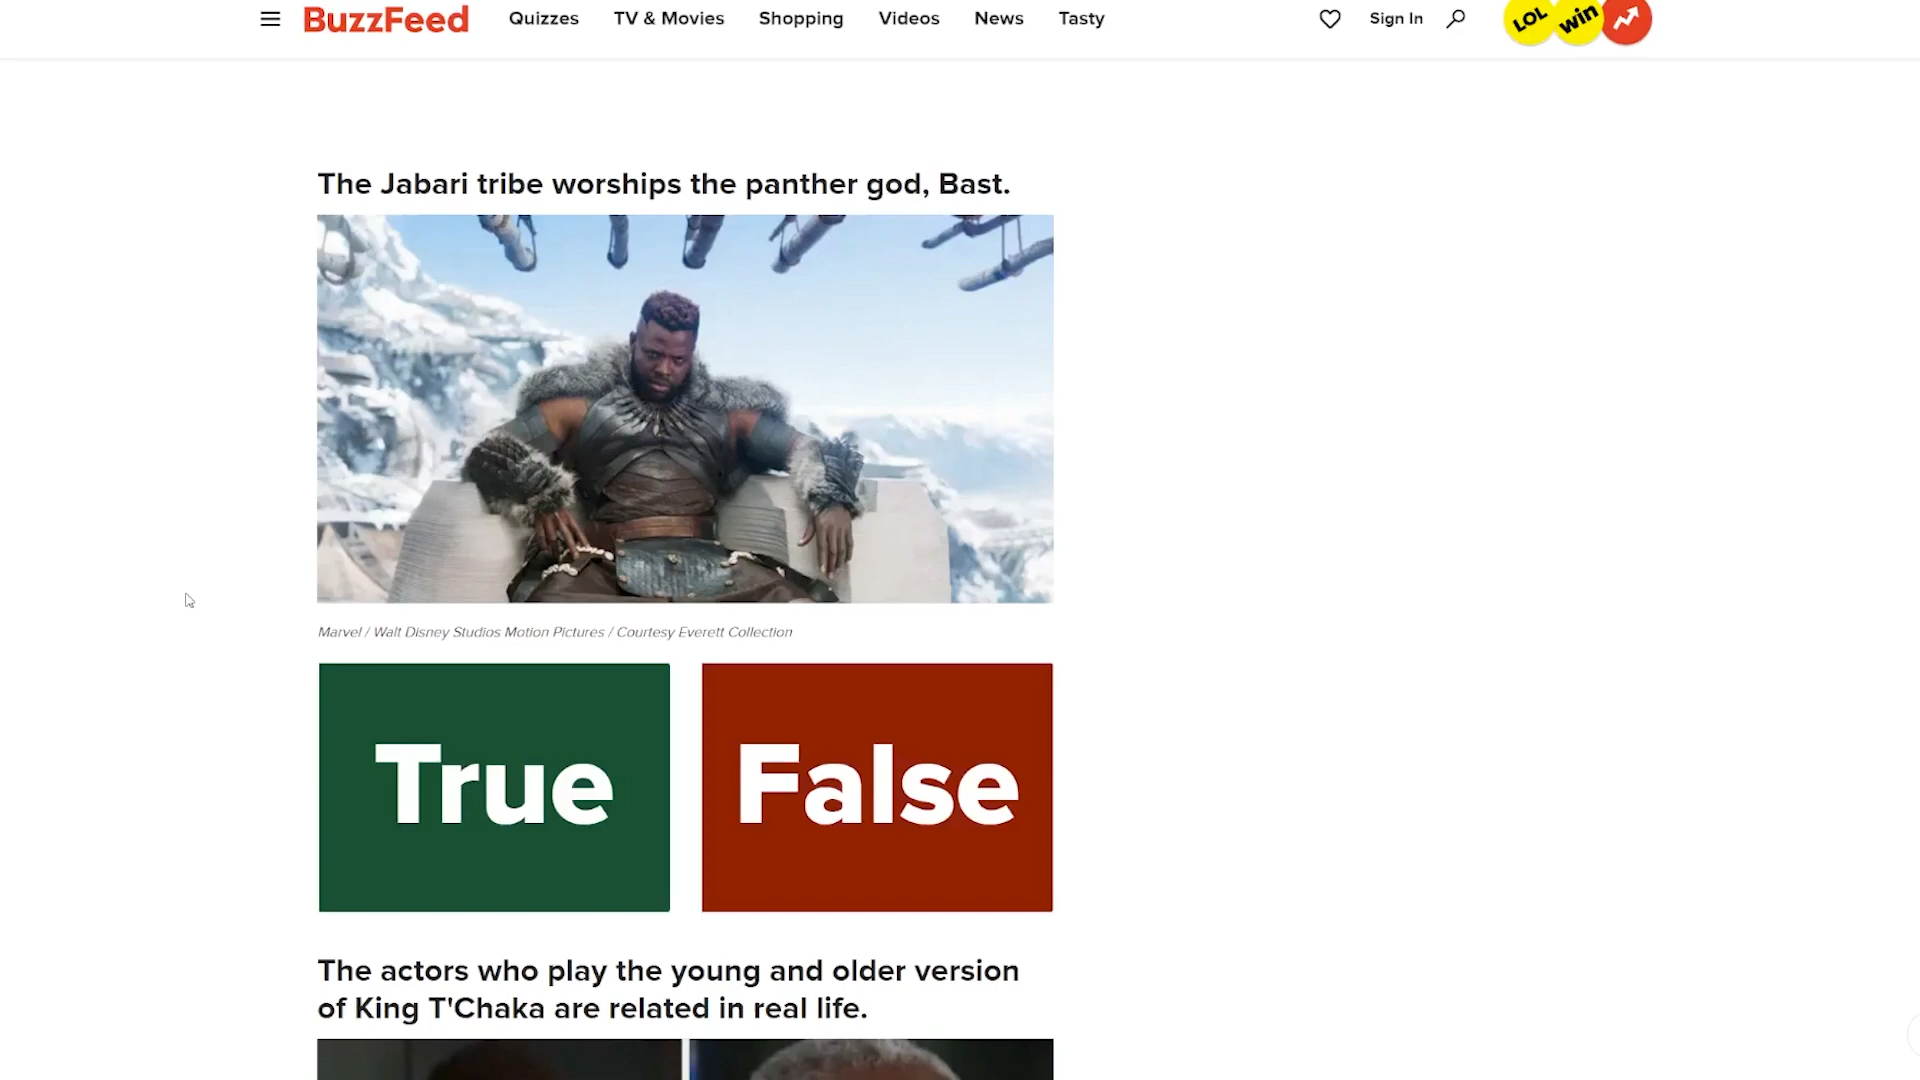 BuzzFeed
Quizzes TV & Movies Shopping Videos News Tasty
Sign In
LOL win
The Jabari tribe worships the panther god, Bast.
Marvel / Walt Disney Studios Motion Pictures / Courtesy Everett Collection
True False
The actors who play the young and older version
of King T'Chaka are related in real life.